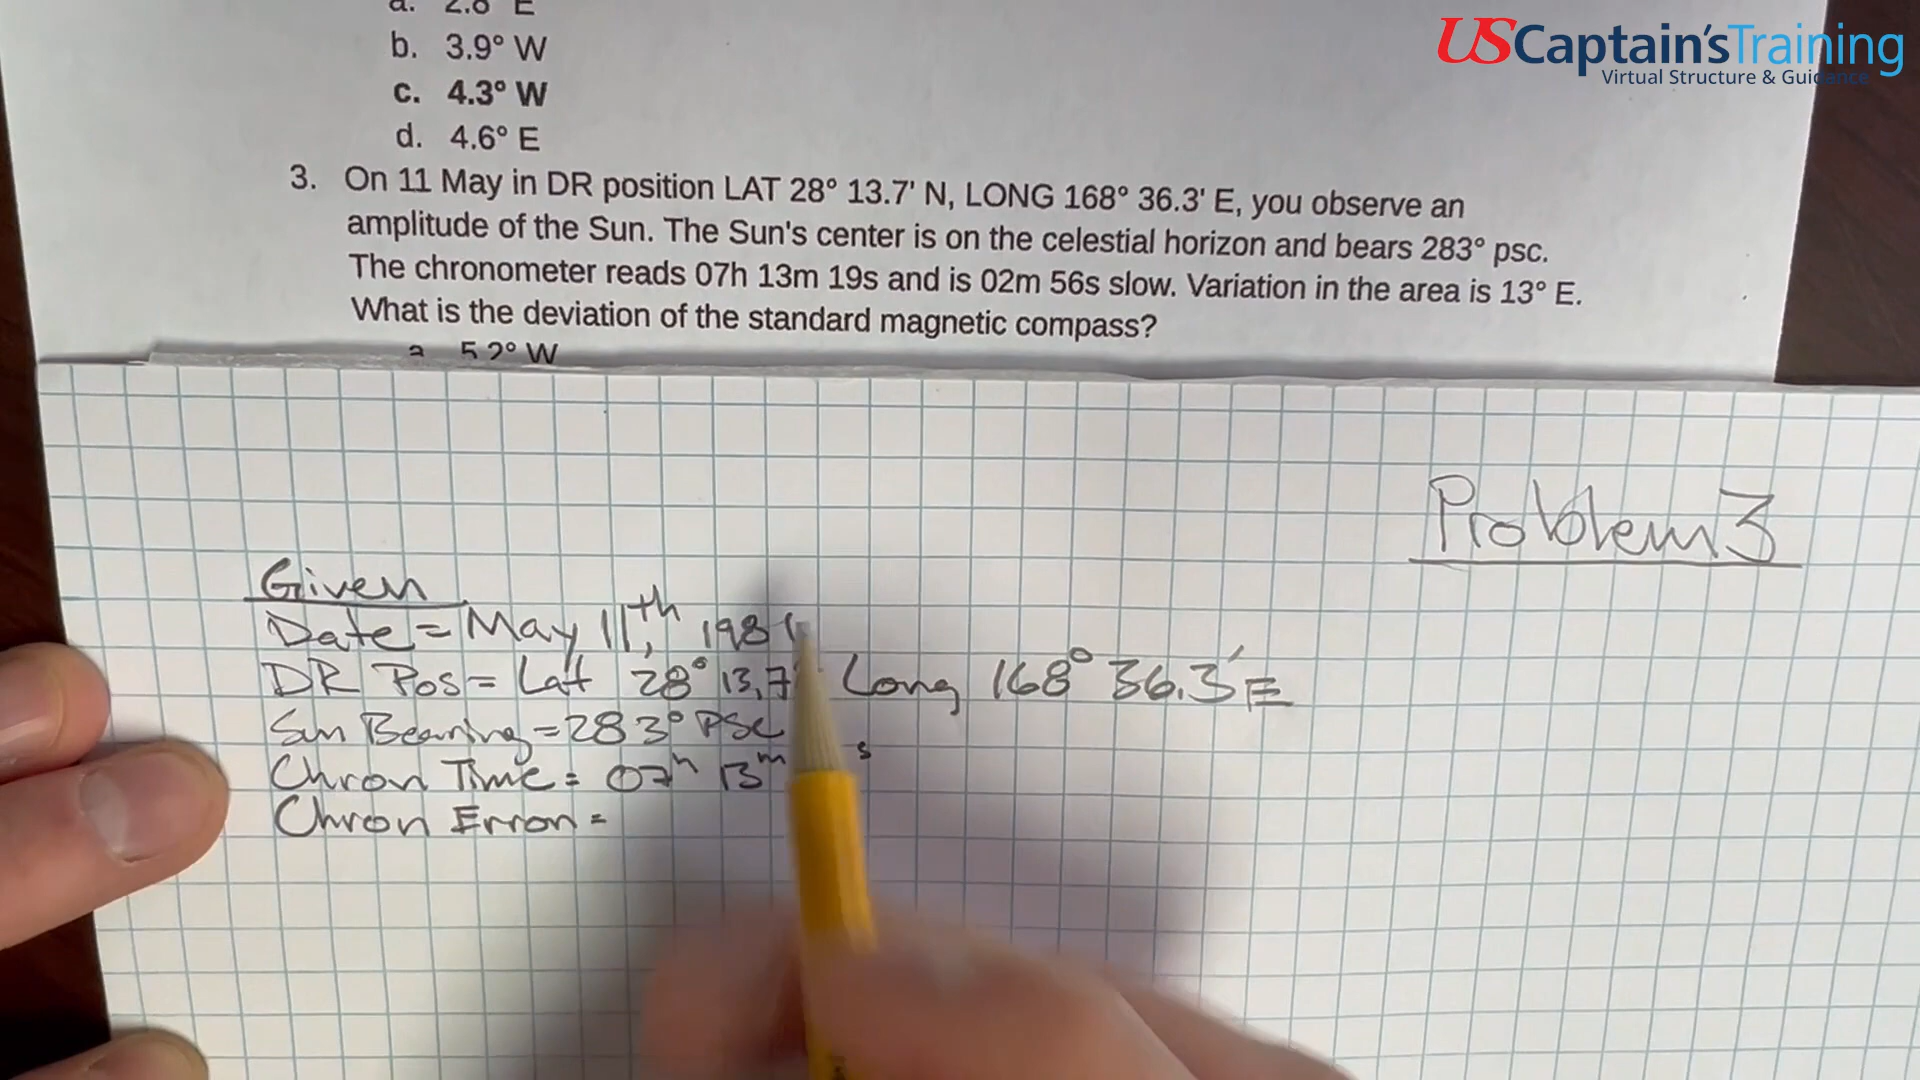 a. 2.8° E
USCaptain'sTraining
Virtual Structure & Guidance
b. 3.9° W
c. 4.3° W
d. 4.6° E
3. On 11 May in DR position LAT 28° 13.7' N, LONG 168° 36.3' E, you observe an
amplitude of the Sun. The Sun's center is on the celestial horizon and bears 283° psc.
The chronometer reads 07h 13m 19s and is 02m 56s slow. Variation in the area is 13° E.
What is the deviation of the standard magnetic compass?
a 5.2° W
Problem 3
Given
Date = May 11th, 1981
DR Pos = Lat 28° 13.7' Long 168° 36.3' E
Sun Bearing = 283° PSC
Chron Time = 07h 13m s
Chron Error =